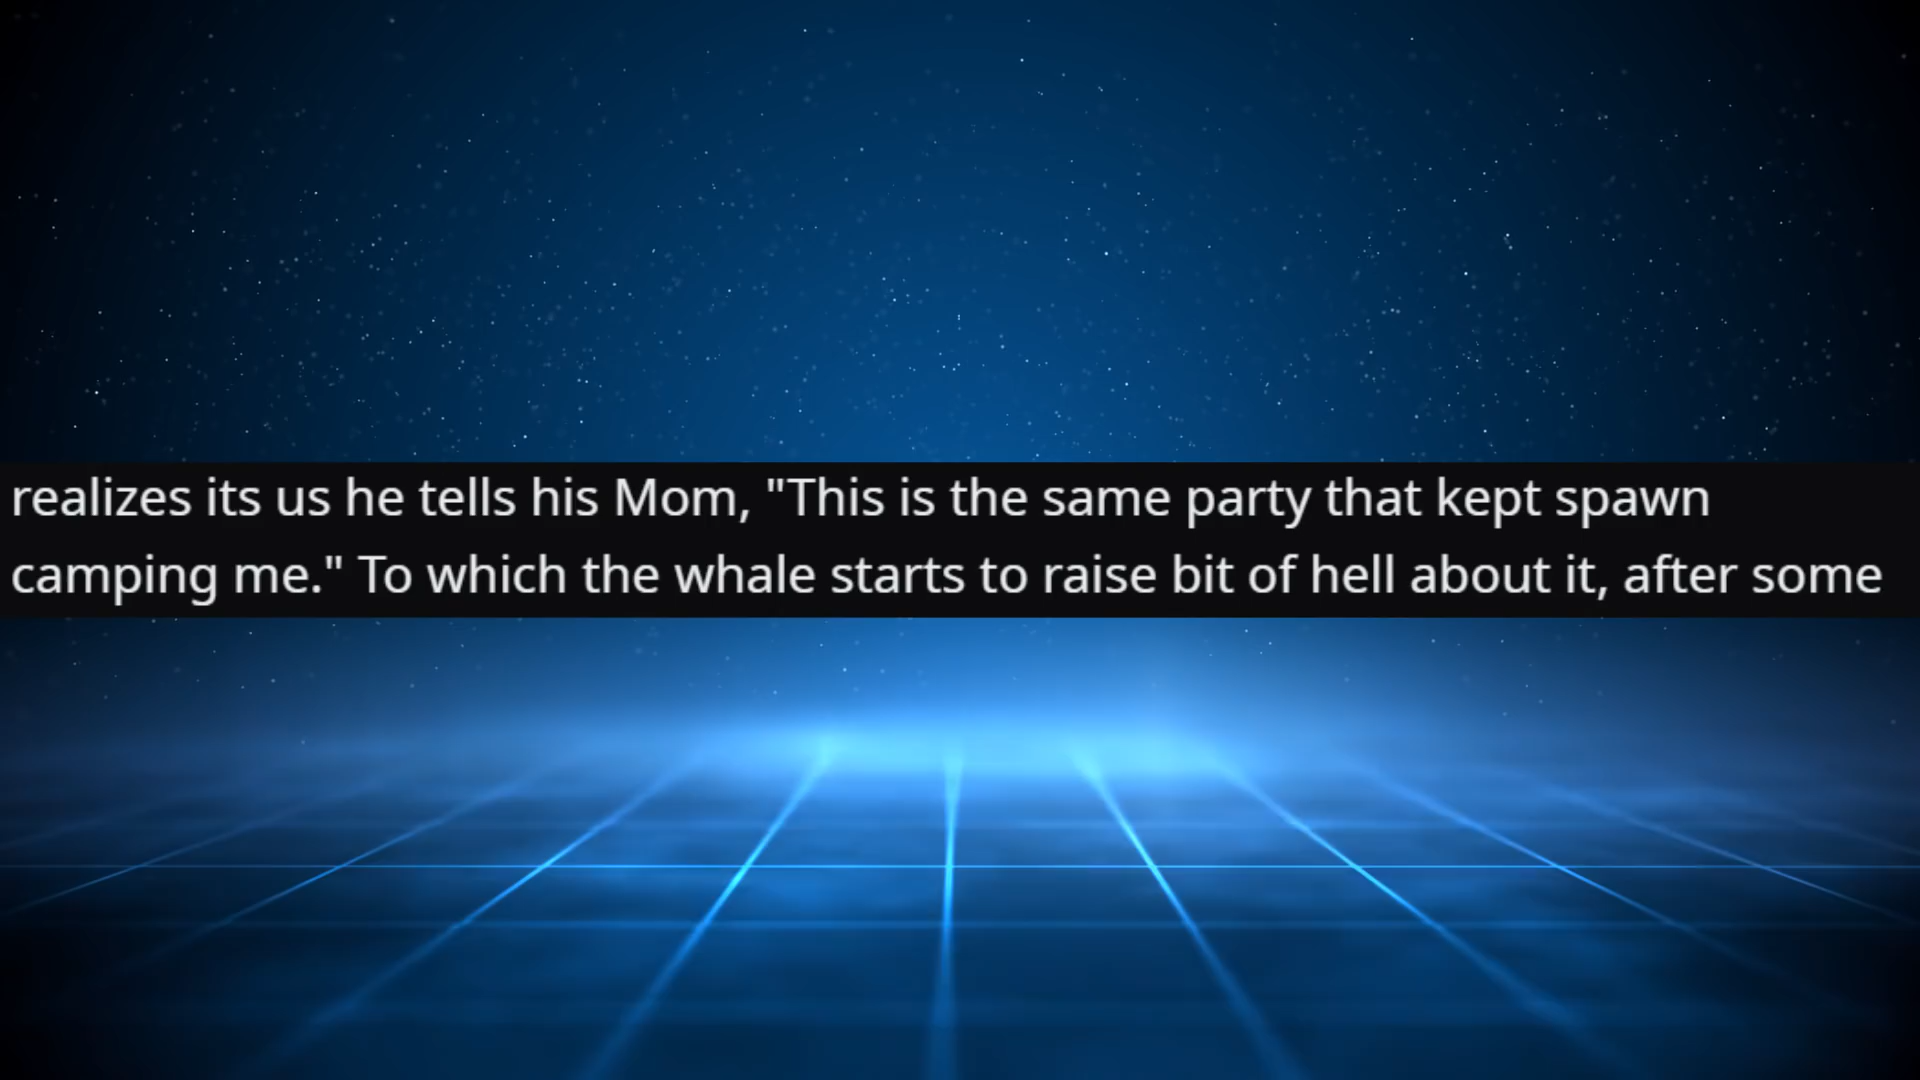 realizes its us he tells his Mom, "This is the same party that kept spawn
camping me." To which the whale starts to raise bit of hell about it, after some